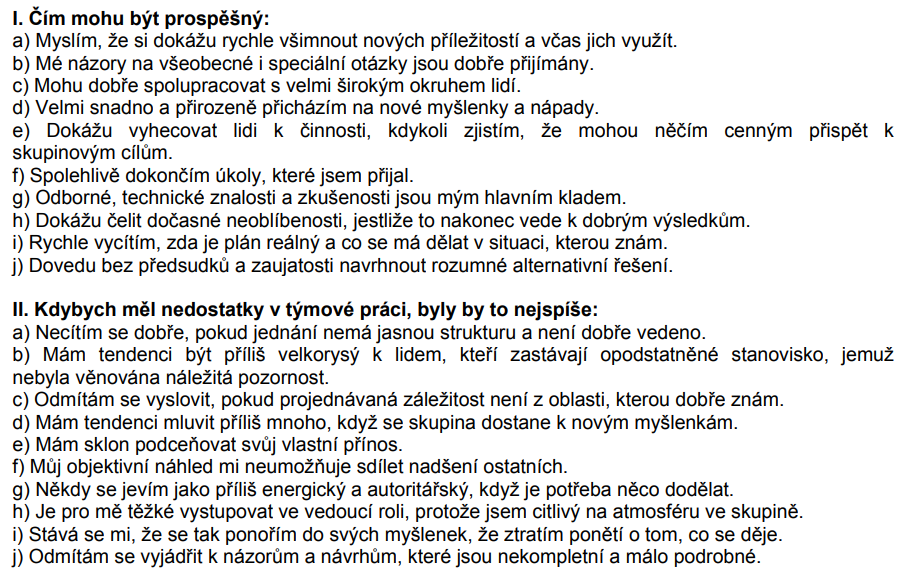 I. Čím mohu být prospěšný:
a) Myslím, že si dokážu rychle všimnout nových příležitostí a včas jich využít.
b) Mé názory na všeobecné i speciální otázky jsou dobře přijímány.
c) Mohu dobře spolupracovat s velmi širokým okruhem lidí.
d) Velmi snadno a přirozeně přicházím na nové myšlenky a nápady.
e) Dokážu vyhecovat lidi k činnosti, kdykoli zjistím, že mohou něčím cenným přispět k
skupinovým cílům.
f) Spolehlivě dokončím úkoly, které jsem přijal.
g) Odborné, technické znalosti a zkušenosti jsou mým hlavním kladem.
h) Dokážu čelit dočasné neoblíbenosti, jestliže to nakonec vede k dobrým výsledkům.
i) Rychle vycítím, zda je plán reálný a co se má dělat v situaci, kterou znám.
j) Dovedu bez předsudků a zaujatosti navrhnout rozumné alternativní řešení.
II. Kdybych měl nedostatky v týmové práci, byly by to nejspíše:
a) Necítím se dobře, pokud jednání nemá jasnou strukturu a není dobře vedeno.
b) Mám tendenci být příliš velkorysý k lidem, kteří zastávají opodstatněné stanovisko, jemuž
nebyla věnována náležitá pozornost.
c) Odmítám se vyslovit, pokud projednávaná záležitost není z oblasti, kterou dobře znám.
d) Mám tendenci mluvit příliš mnoho, když se skupina dostane k novým myšlenkám.
e) Mám sklon podceňovat svůj vlastní přínos.
f) Můj objektivní náhled mi neumožňuje sdílet nadšení ostatních.
g) Někdy se jevím jako příliš energický a autoritářský, když je potřeba něco dodělat.
h) Je pro mě těžké vystupovat ve vedoucí roli, protože jsem citlivý na atmosféru ve skupině.
i) Stává se mi, že se tak ponořím do svých myšlenek, že ztratím ponětí o tom, co se děje.
j) Odmítám se vyjádřit k názorům a návrhům, které jsou nekompletní a málo podrobné.